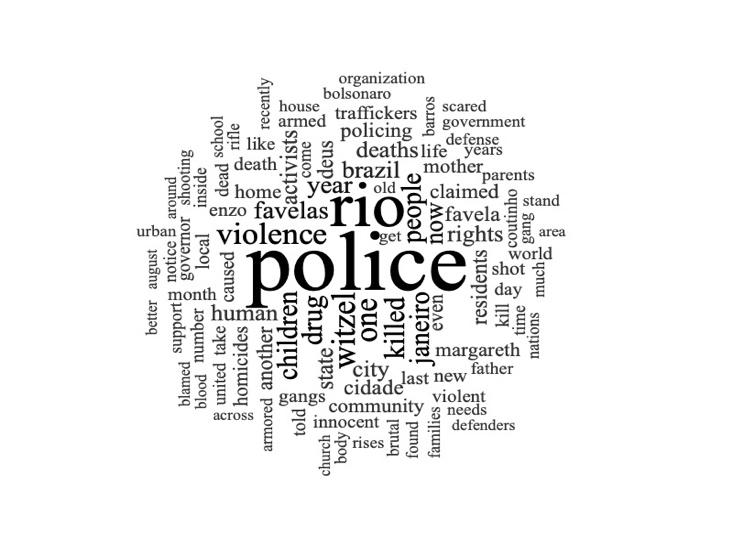 organization
bolsonaro
recently
house
traffickers
barros
scared
armed
government
policing
defense
school
rifle
like
activists
come
deus
deaths
life
years
death
brazil
mother
parents
shooting
inside
dead
home
year
old
people
claimed
around
enzo
favelas
rio
now
favela
coutinho
gang
stand
urban
governor
notice
local
violence
get
rights
area
august
caused
police
residents
world
shot
much
better
month
day
support
number
human
children
drug
witzel
one
killed
janeiro
even
kill
time
nations
blamed
blood
united
take
homicides
another
state
city
margareth
father
cidade
last
new
across
armored
gangs
told
community
violent
innocent
brutal
found
families
needs
defenders
church
body
rises